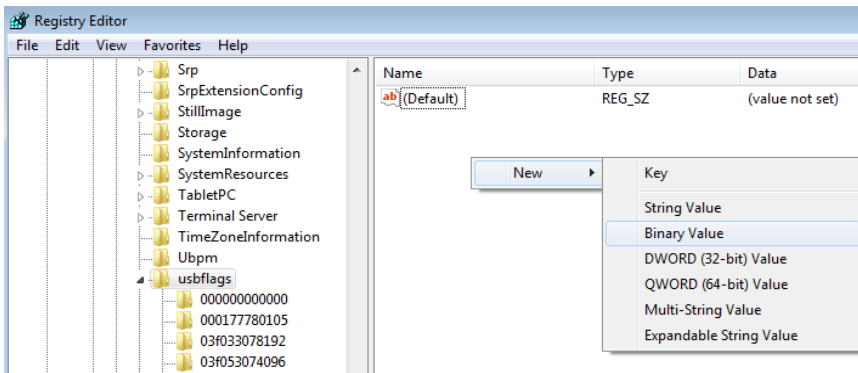 Registry Editor
File Edit View Favorites Help
Srp
SrpExtensionConfig
StillImage
Storage
SystemInformation
SystemResources
TabletPC
Terminal Server
TimeZoneInformation
Ubpm
usbflags
000000000000
000177780105
03f033078192
03f053074096
Name Type Data
ab (Default) REG_SZ (value not set)
New
Key
String Value
Binary Value
DWORD (32-bit) Value
QWORD (64-bit) Value
Multi-String Value
Expandable String Value